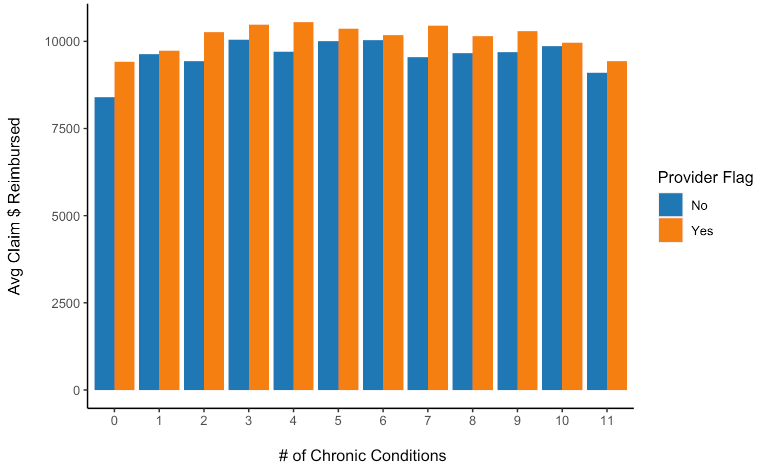 10000
7500
5000
2500
0
Avg Claim $ Reimbursed
0 1 2 3 4 5 6 7 8 9 10 11
# of Chronic Conditions
Provider Flag
No
Yes